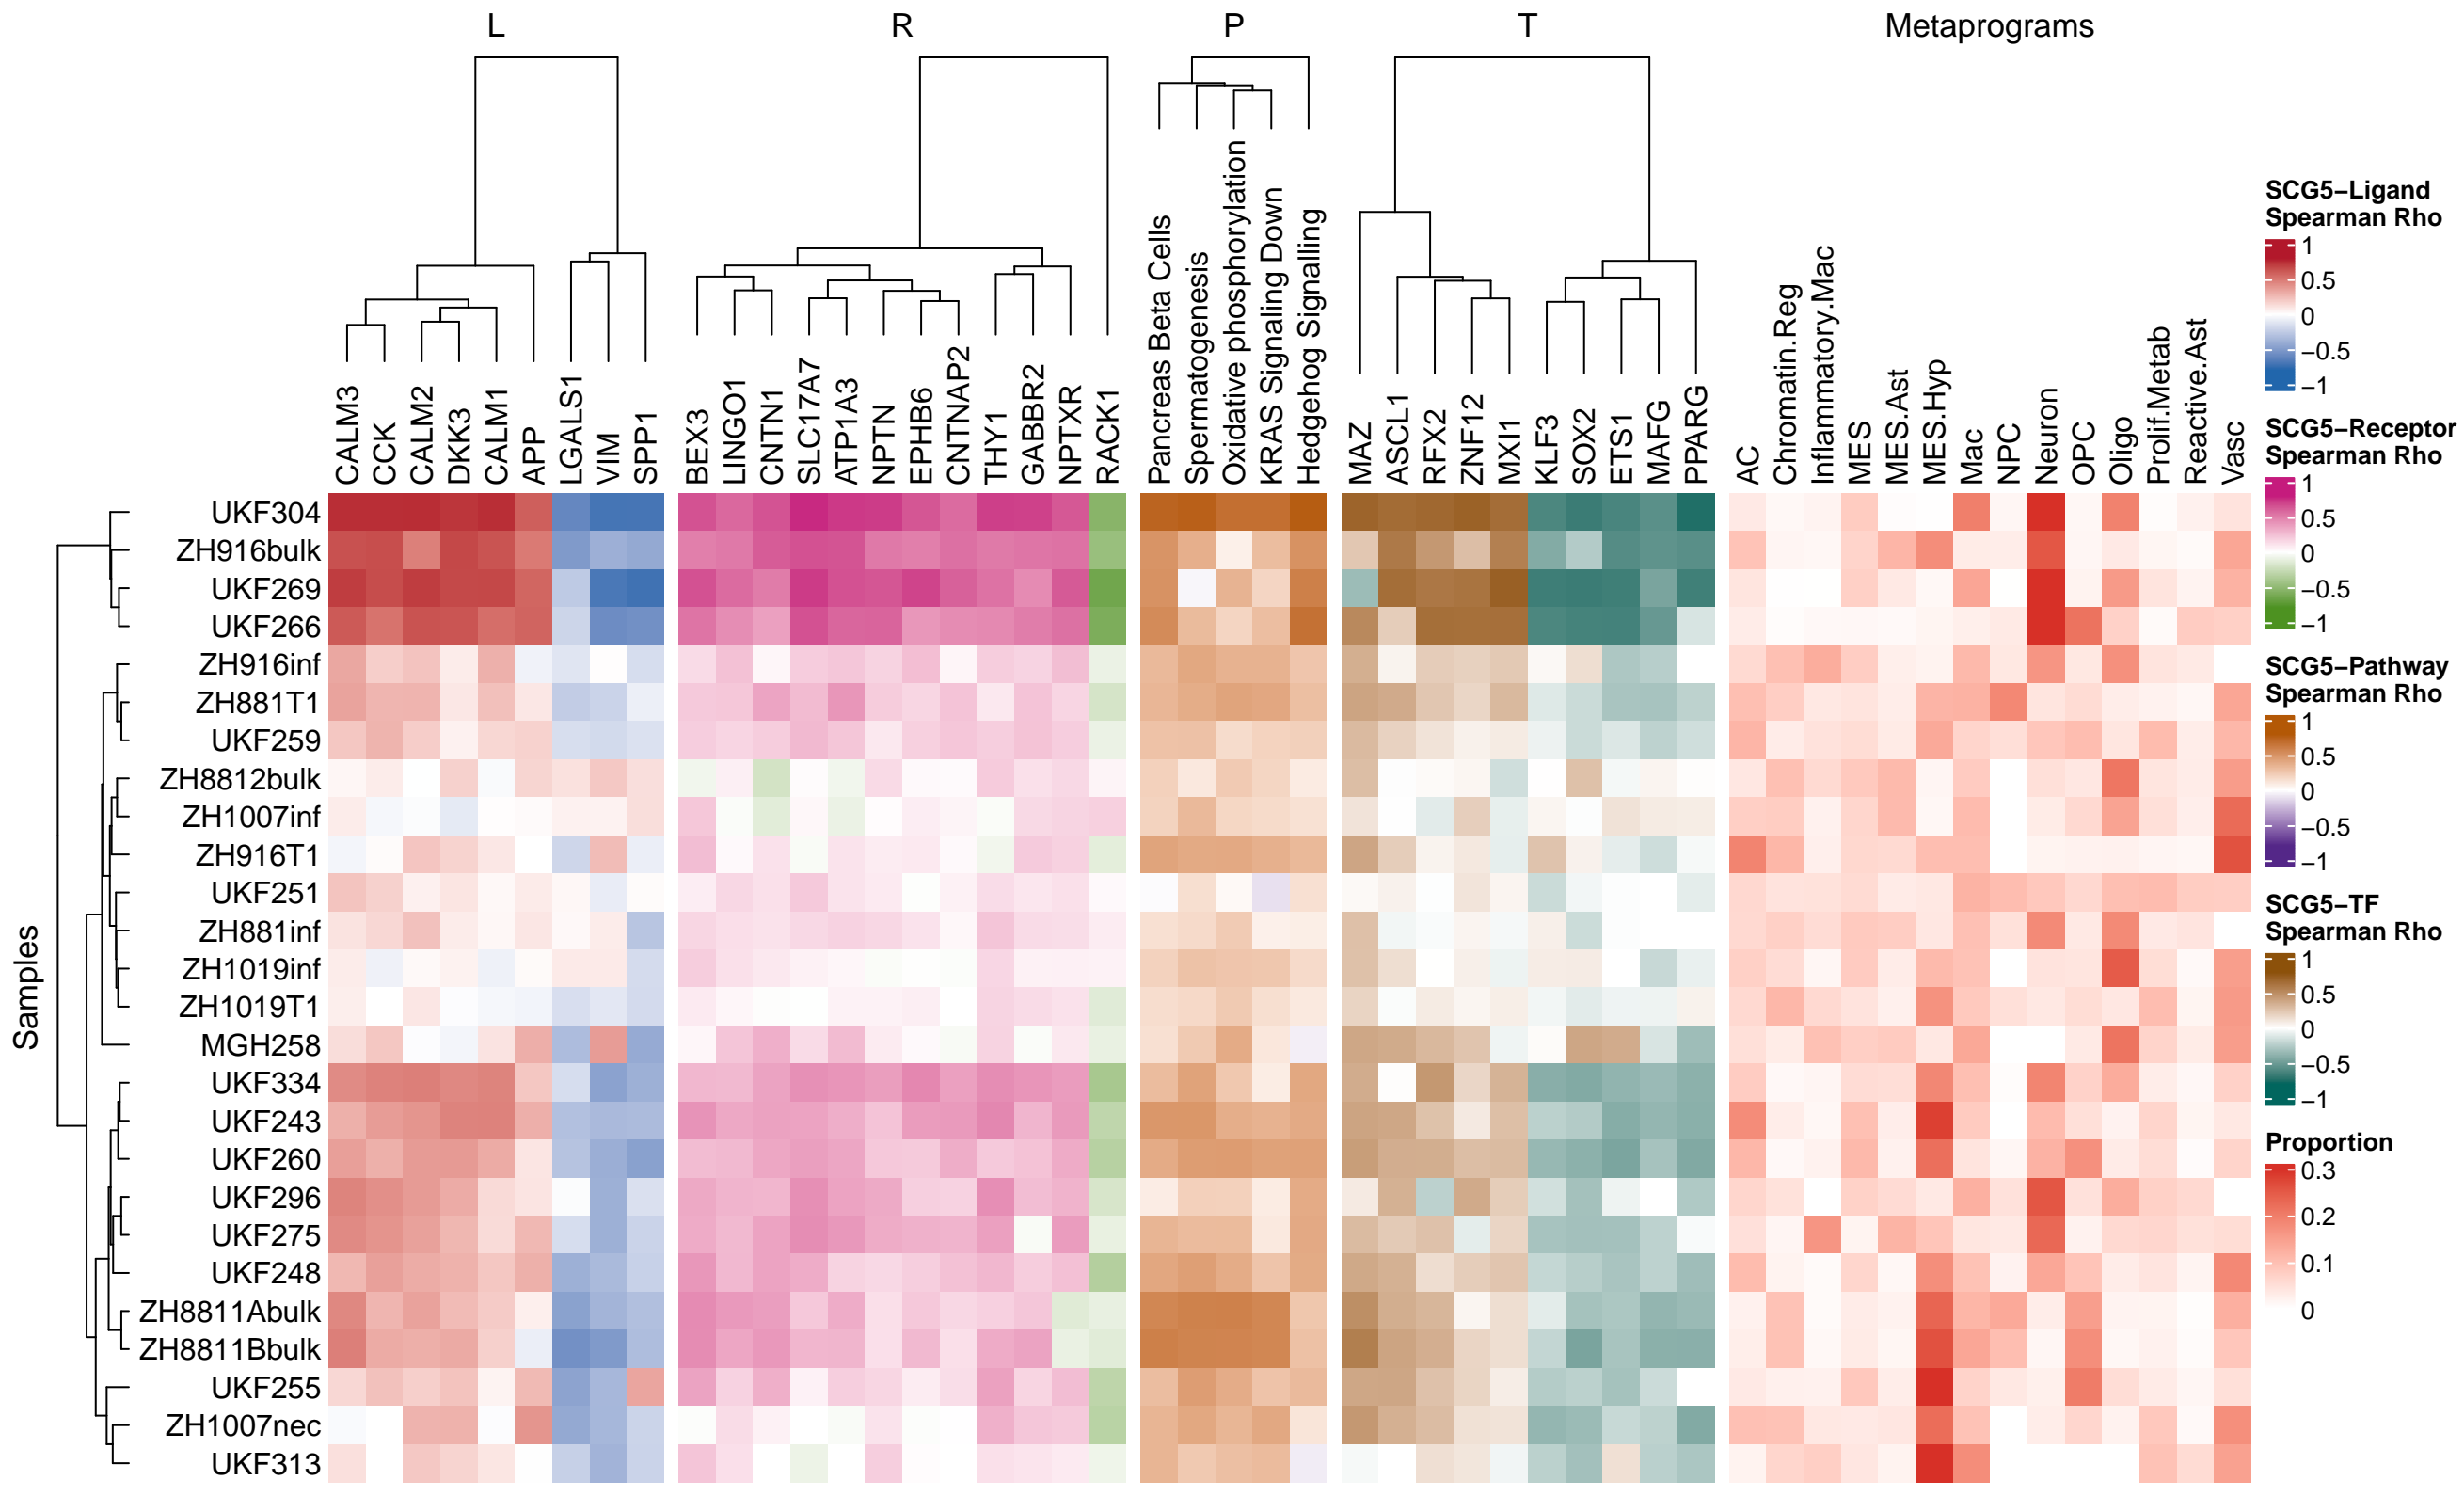 L
R
P
T
Metaprograms
CALM3
CCK
CALM2
DKK3
CALM1
APP
LGALS1
VIM
SPP1
BEX3
LINGO1
CNTN1
SLC17A7
ATP1A3
NPTN
EPHB6
CNTNAP2
THY1
GABBR2
NPTXR
RACK1
Pancreas Beta Cells
Spermatogenesis
Oxidative phosphorylation
KRAS Signaling Down
Hedgehog Signalling
MAZ
ASCL1
RFX2
ZNF12
MXI1
KLF3
SOX2
ETS1
MAFG
PPARG
AC
Chromatin.Reg
Inflammatory.Mac
MES
MES.Ast
MES.Hyp
Mac
NPC
Neuron
OPC
Oligo
Prolif.Metab
Reactive.Ast
Vasc
Samples
UKF304
ZH916bulk
UKF269
UKF266
ZH916inf
ZH881T1
UKF259
ZH8812bulk
ZH1007inf
ZH916T1
UKF251
ZH881inf
ZH1019inf
ZH1019T1
MGH258
UKF334
UKF243
UKF260
UKF296
UKF275
UKF248
ZH8811Abulk
ZH8811Bbulk
UKF255
ZH1007nec
UKF313
SCG5−Ligand
Spearman Rho
1
0.5
0
−0.5
−1
SCG5−Receptor
Spearman Rho
1
0.5
0
−0.5
−1
SCG5−Pathway
Spearman Rho
1
0.5
0
−0.5
−1
SCG5−TF
Spearman Rho
1
0.5
0
−0.5
−1
Proportion
0.3
0.2
0.1
0